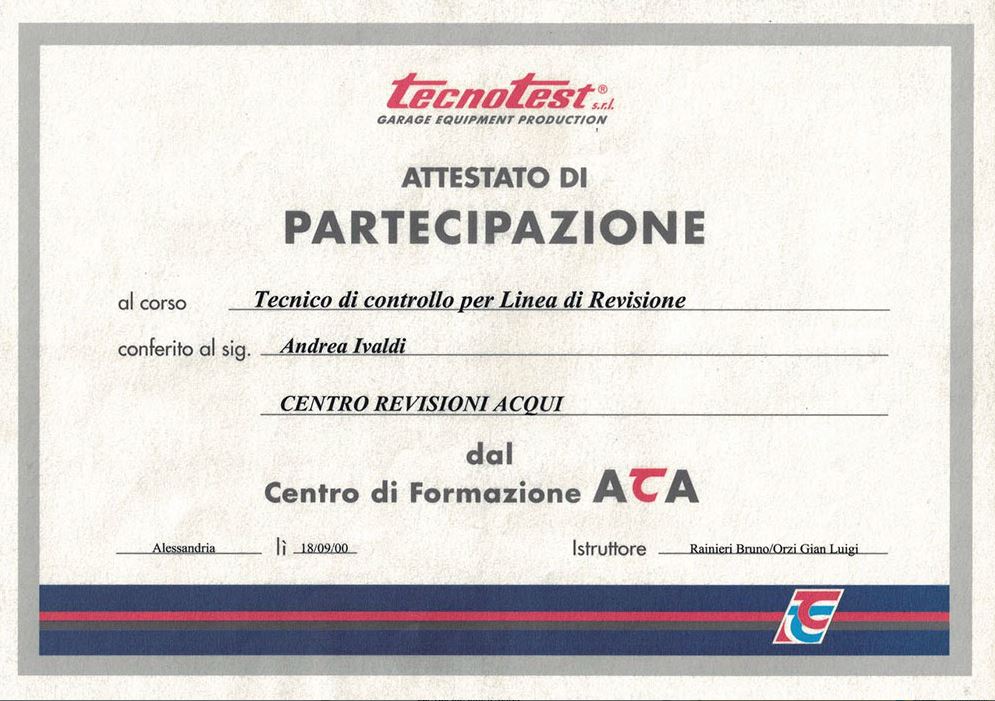 tecnotest® s.r.l.
GARAGE EQUIPMENT PRODUCTION
ATTESTATO DI
PARTECIPAZIONE
al corso Tecnico di controllo per Linea di Revisione
conferito al sig. Andrea Ivaldi
CENTRO REVISIONI ACQUI
dal
Centro di Formazione ATA
Alessandria lì 18/09/00 Istruttore Rainieri Bruno/Orzi Gian Luigi